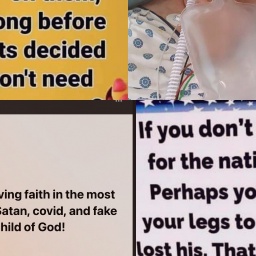 ong before
ts decided
on't need
If you don't
for the nati
Perhaps yo
your legs to
lost his. That
ving faith in the most
Satan, covid, and fake
hild of God!